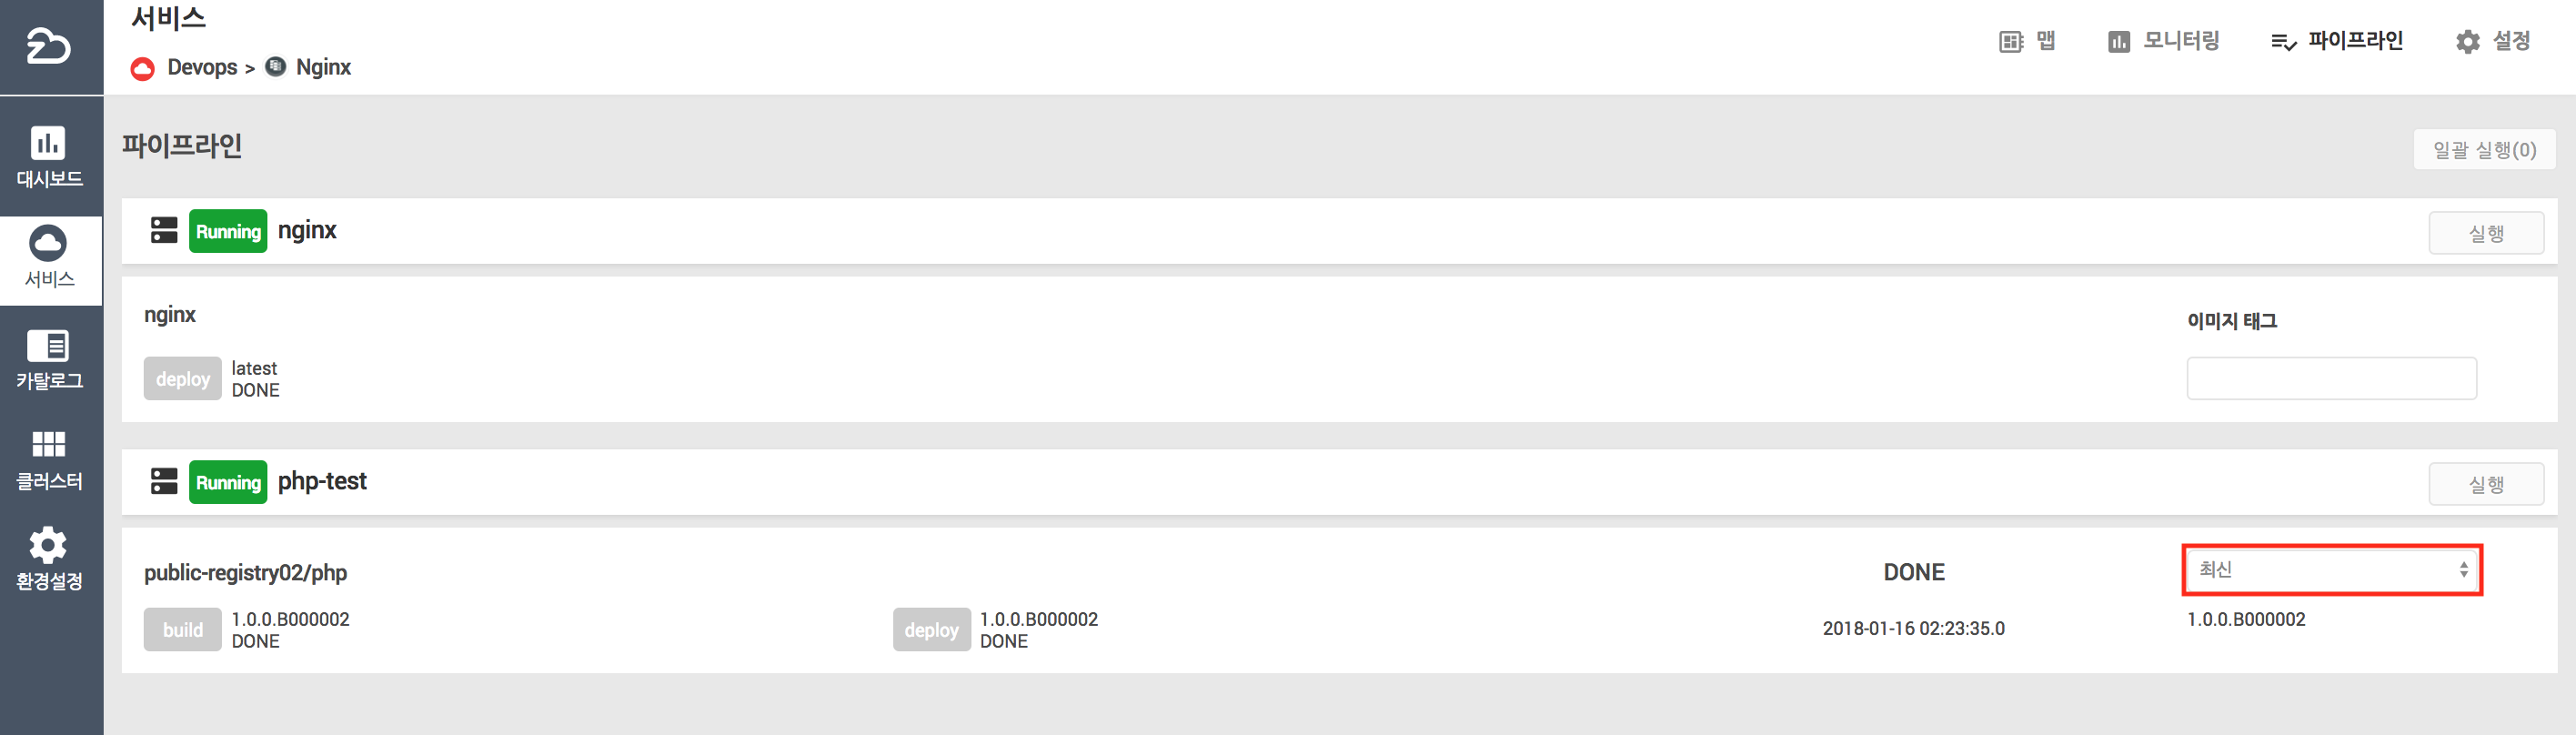 서비스
Devops > Nginx
맵
모니터링
파이프라인
설정
대시보드
서비스
카탈로그
클러스터
환경설정
파이프라인
일괄 실행(0)
Running nginx
실행
nginx
이미지 태그
deploy
latest
DONE
Running php-test
실행
public-registry02/php
DONE
최신
build
1.0.0.B000002
DONE
deploy
1.0.0.B000002
DONE
2018-01-16 02:23:35.0
1.0.0.B000002